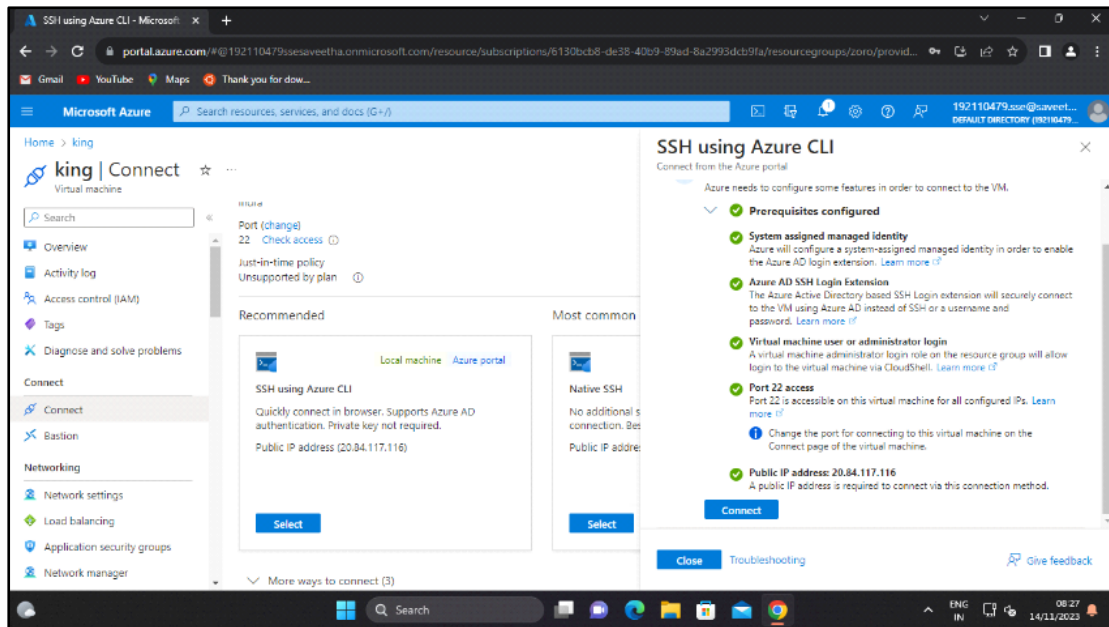 SSH using Azure CLI - Microsoft
portal.azure.com/#@192110479ssesaveetha.onmicrosoft.com/resource/subscriptions/6130bcb8-de38-40b9-89ad-8a2993dcb9fa/resourcegroups/zoro/provid...
Gmail YouTube Maps Thank you for dow...
Microsoft Azure
Search resources, services, and docs (G+/)
1
192110479.sse@saveet...
DEFAULT DIRECTORY (192110479...
Home > king
king | Connect
Virtual machine
Search
Overview
Activity log
Access control (IAM)
Tags
Diagnose and solve problems
Connect
Connect
Bastion
Networking
Network settings
Load balancing
Application security groups
Network manager
Port (change)
22 Check access
Just-in-time policy
Unsupported by plan
Recommended
Local machine Azure portal
SSH using Azure CLI
Quickly connect in browser. Supports Azure AD
authentication. Private key not required.
Public IP address (20.84.117.116)
Select
More ways to connect (3)
Most common
Native SSH
No additional s
connection. Bes
Public IP addre
Select
SSH using Azure CLI
Connect from the Azure portal
Azure needs to configure some features in order to connect to the VM.
Prerequisites configured
System assigned managed identity
Azure will configure a system-assigned managed identity in order to enable
the Azure AD login extension. Learn more
Azure AD SSH Login Extension
The Azure Active Directory based SSH Login extension will securely connect
to the VM using Azure AD instead of SSH or a username and
password. Learn more
Virtual machine user or administrator login
A virtual machine administrator login role on the resource group will allow
login to the virtual machine via CloudShell. Learn more
Port 22 access
Port 22 is accessible on this virtual machine for all configured IPs. Learn
more
Change the port for connecting to this virtual machine on the
Connect page of the virtual machine.
Public IP address: 20.84.117.116
A public IP address is required to connect via this connection method.
Connect
Close Troubleshooting Give feedback
Search
ENG
IN
08:27
14/11/2023